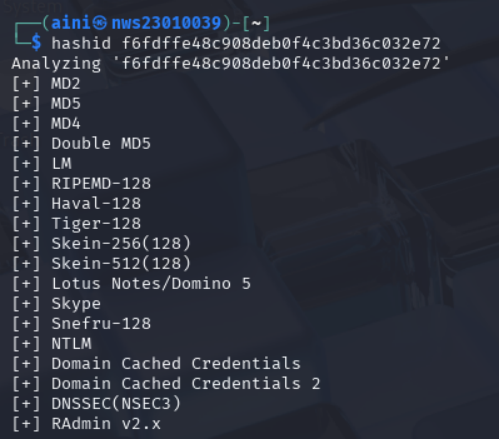 ┌──(aini㉿nws23010039)-[~]
└─$ hashid f6fdffe48c908deb0f4c3bd36c032e72
Analyzing 'f6fdffe48c908deb0f4c3bd36c032e72'
[+] MD2
[+] MD5
[+] MD4
[+] Double MD5
[+] LM
[+] RIPEMD-128
[+] Haval-128
[+] Tiger-128
[+] Skein-256(128)
[+] Skein-512(128)
[+] Lotus Notes/Domino 5
[+] Skype
[+] Snefru-128
[+] NTLM
[+] Domain Cached Credentials
[+] Domain Cached Credentials 2
[+] DNSSEC(NSEC3)
[+] RAdmin v2.x